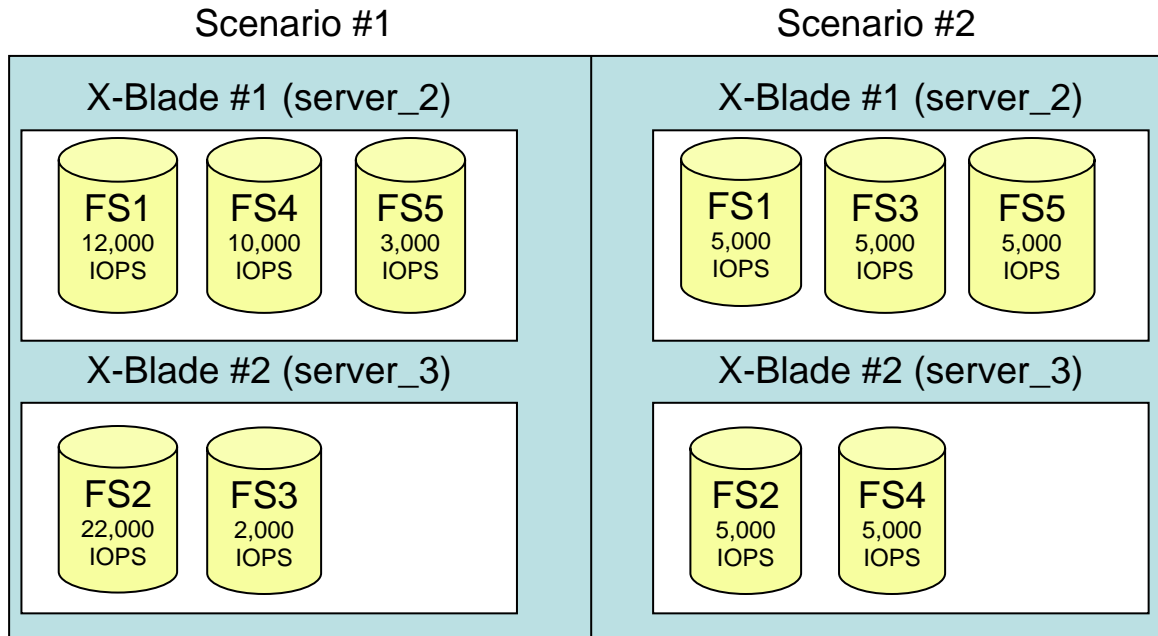 Scenario #1
Scenario #2
X-Blade #1 (server_2)
FS1
12,000
IOPS
FS4
10,000
IOPS
FS5
3,000
IOPS
X-Blade #2 (server_3)
FS2
22,000
IOPS
FS3
2,000
IOPS
X-Blade #1 (server_2)
FS1
5,000
IOPS
FS3
5,000
IOPS
FS5
5,000
IOPS
X-Blade #2 (server_3)
FS2
5,000
IOPS
FS4
5,000
IOPS